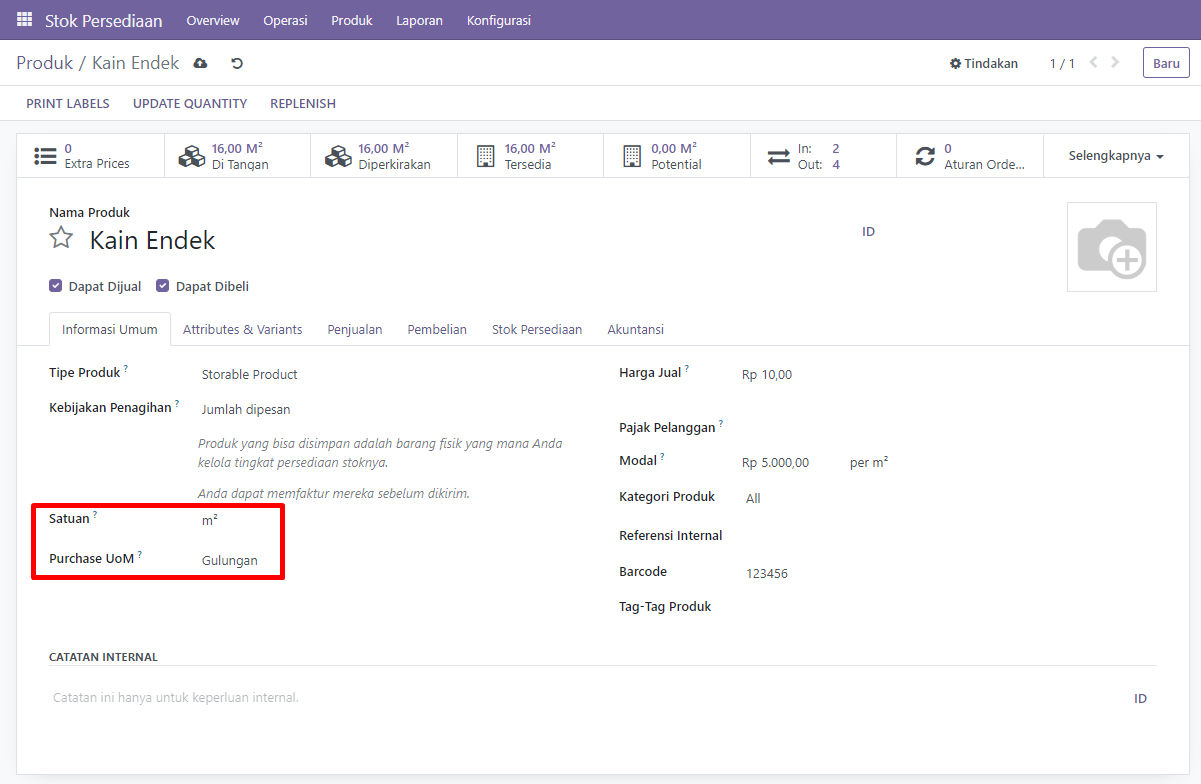 Stok Persediaan Overview Operasi Produk Laporan Konfigurasi
Produk / Kain Endek Tindakan 1 / 1 Baru
PRINT LABELS UPDATE QUANTITY REPLENISH
0 Extra Prices
16,00 M² Di Tangan
16,00 M² Diperkirakan
16,00 M² Tersedia
0,00 M² Potential
In: 2
Out: 4
0 Aturan Orde...
Selengkapnya
Nama Produk
Kain Endek ID
Dapat Dijual Dapat Dibeli
Informasi Umum Attributes & Variants Penjualan Pembelian Stok Persediaan Akuntansi
Tipe Produk ? Storable Product
Kebijakan Penagihan ? Jumlah dipesan
Produk yang bisa disimpan adalah barang fisik yang mana Anda
kelola tingkat persediaan stoknya.
Anda dapat memfaktur mereka sebelum dikirim.
Satuan ? m²
Purchase UoM ? Gulungan
Harga Jual ? Rp 10,00
Pajak Pelanggan ?
Modal ? Rp 5.000,00 per m²
Kategori Produk All
Referensi Internal
Barcode 123456
Tag-Tag Produk
CATATAN INTERNAL
Catatan ini hanya untuk keperluan internal. ID